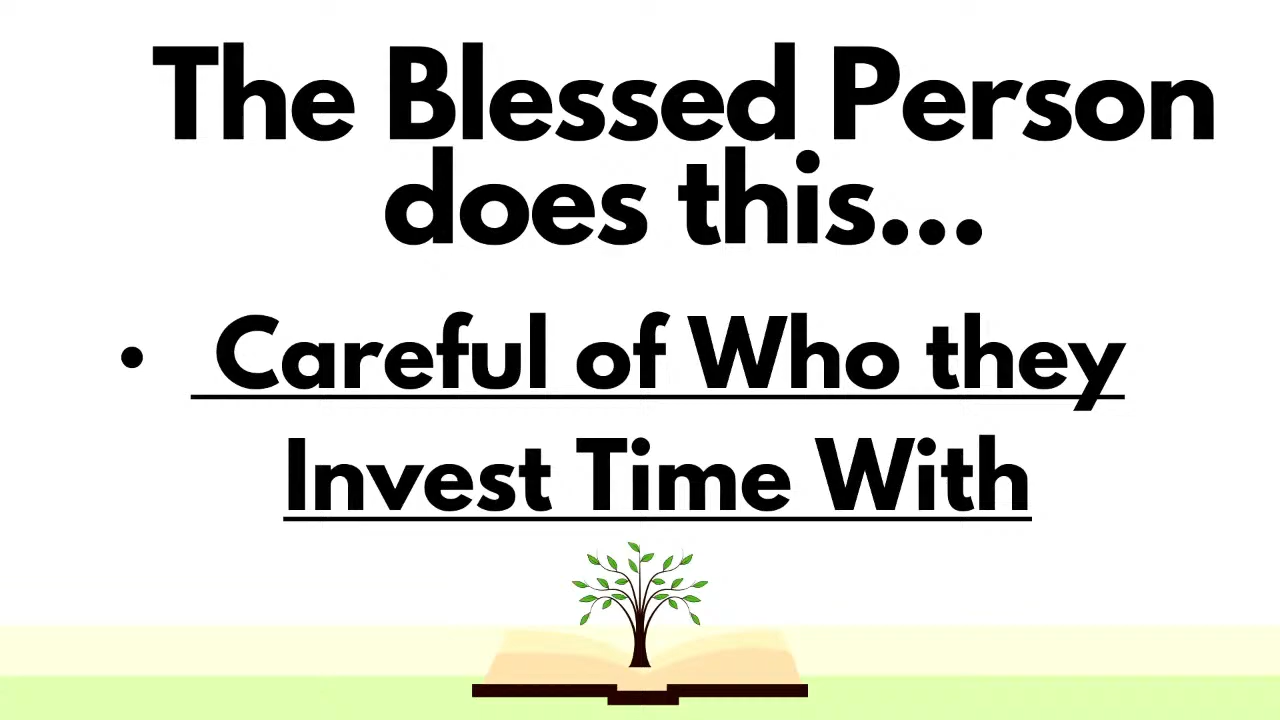 The Blessed Person
does this...
• Careful of Who they
Invest Time With